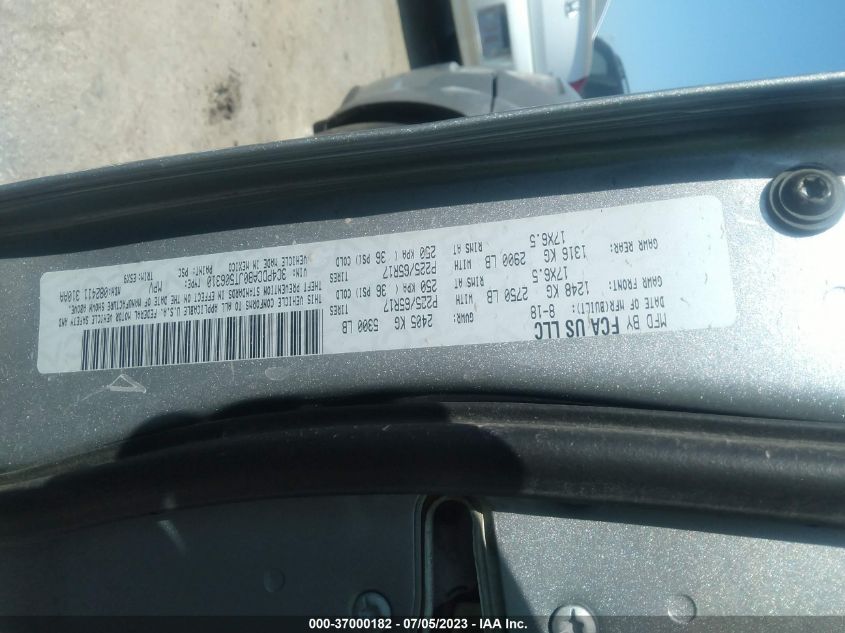 MFD BY FCA US LLC
DATE OF MFR(BUILT): 8-18 GVWR: 2405 KG 5300 LB
GAWR FRONT: WITH TIRES
1248 KG 2750 LB P225/65R17
17X6.5 RIMS AT 250 KPA ( 36 PSI) COLD
GAWR REAR: WITH TIRES
1316 KG 2900 LB P225/65R17
17X6.5 RIMS AT 250 KPA ( 36 PSI) COLD
THIS VEHICLE CONFORMS TO ALL APPLICABLE U.S.A. FEDERAL MOTOR VEHICLE SAFETY AND
THEFT PREVENTION STANDARDS IN EFFECT ON THE DATE OF MANUFACTURE SHOWN ABOVE.
VIN: 3C4PDCAB0JT506310 TYPE: MPV MDH:082411 310AA
VEHICLE MADE IN MEXICO PAINT: PSC TRIM:E5X9
000-37000182 / 07/05/2023 - IAA Inc.